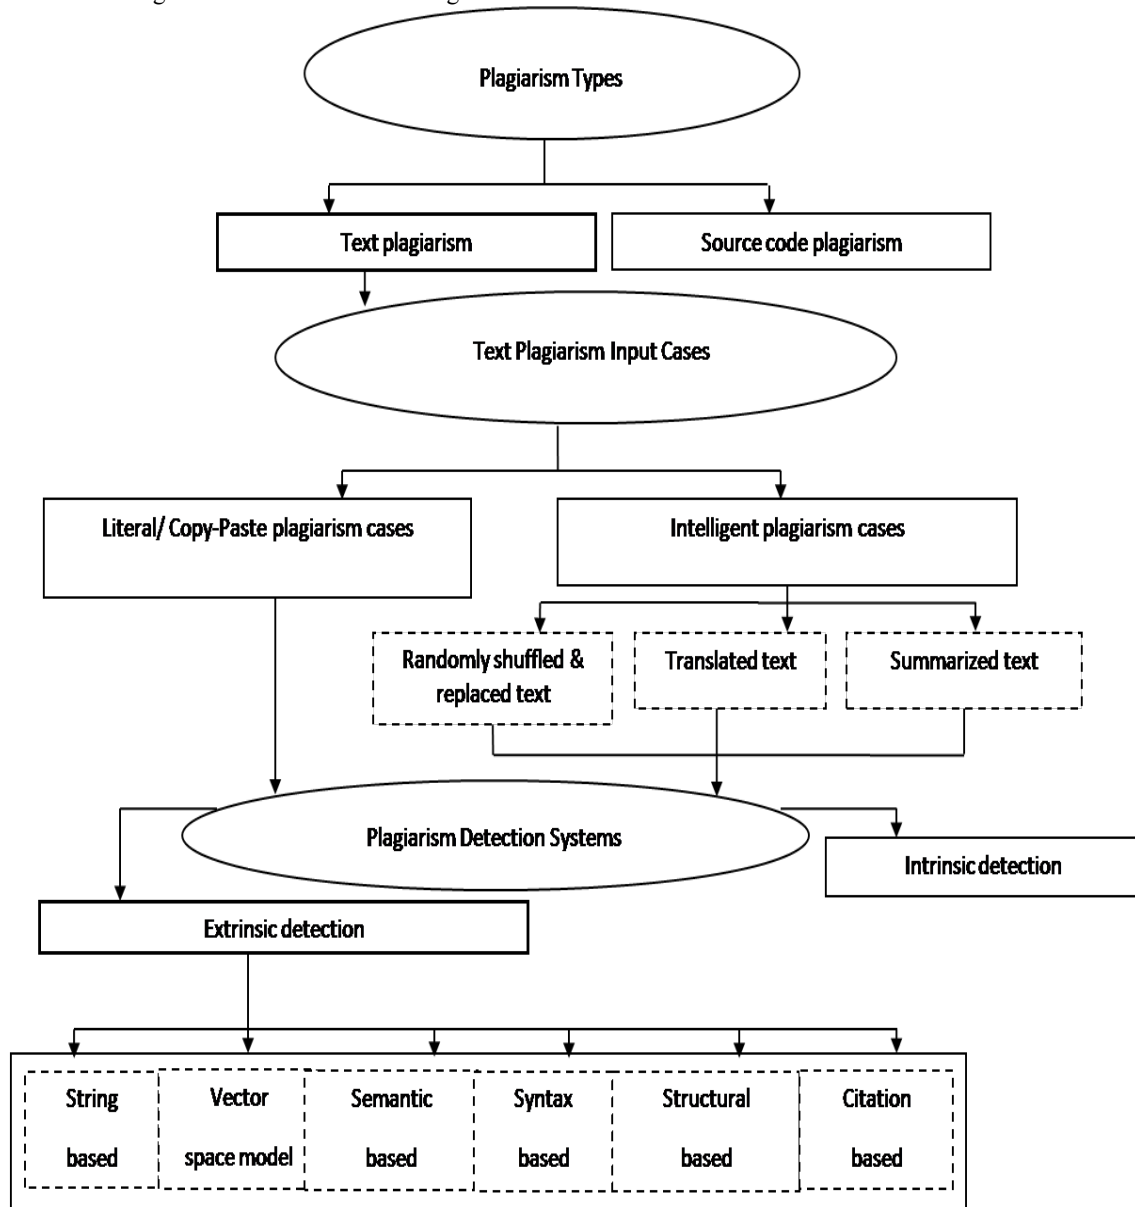 Plagiarism Types
Text plagiarism
Source code plagiarism
Text Plagiarism Input Cases
Literal/ Copy-Paste plagiarism cases
Intelligent plagiarism cases
Randomly shuffled &
replaced text
Translated text
Summarized text
Plagiarism Detection Systems
Intrinsic detection
Extrinsic detection
String
based
Vector
space model
Semantic
based
Syntax
based
Structural
based
Citation
based